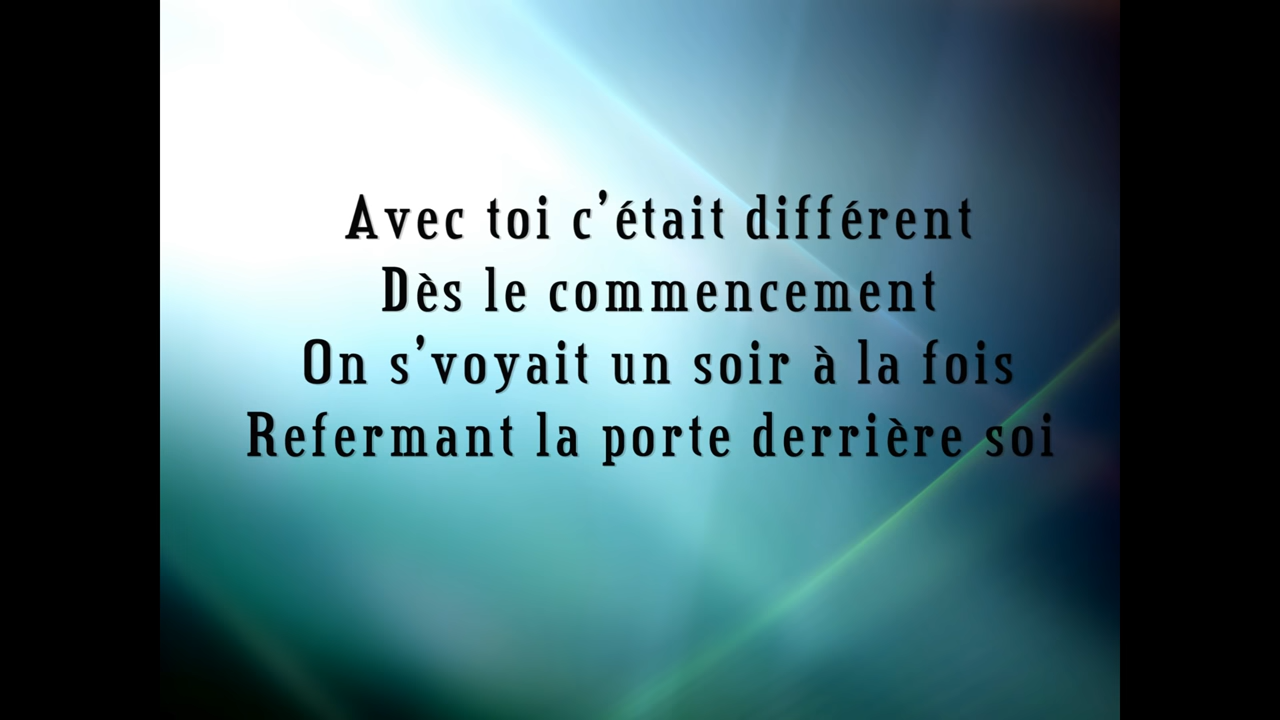 Avec toi c’était différent
Dès le commencement
On s’voyait un soir à la fois
Refermant la porte derrière soi